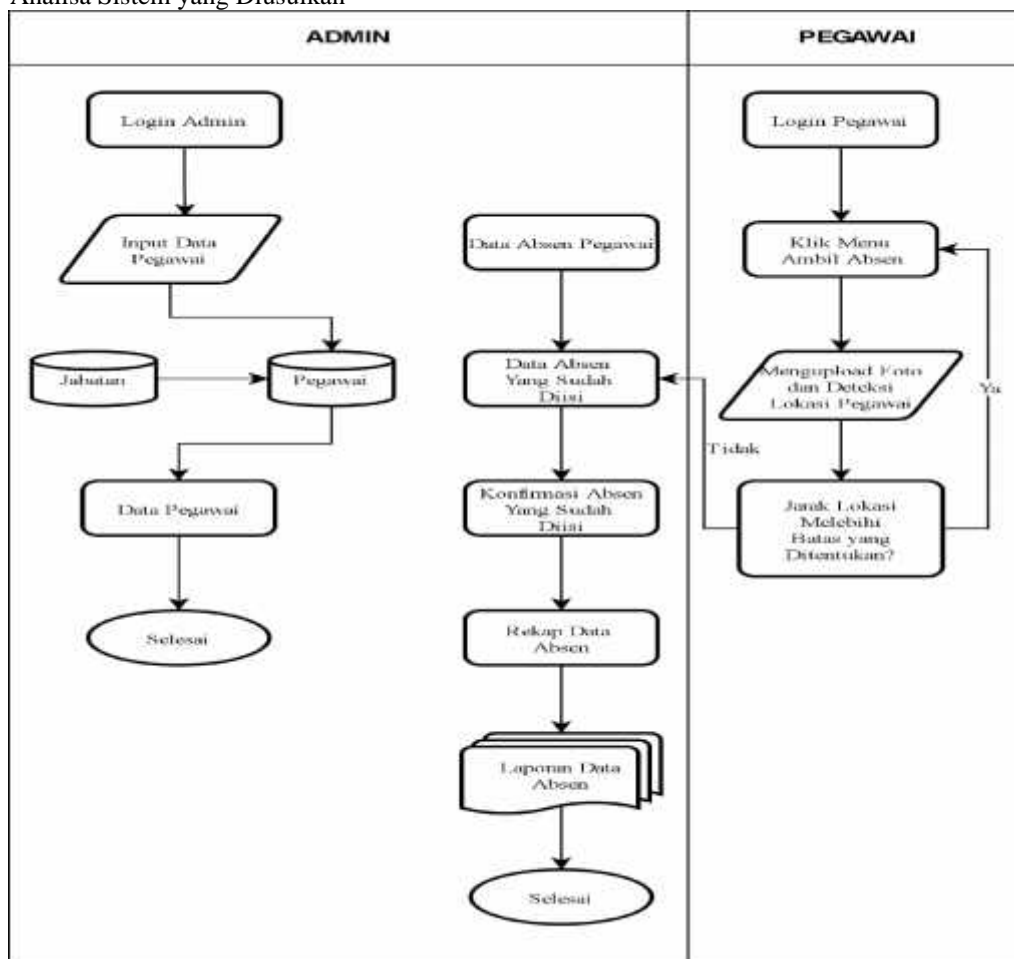 Analisa Sistem yang Diusulkan
ADMIN
PEGAWAI
Login Admin
Input Data
Pegawai
Jabatan
Pegawai
Data Pegawai
Selesai
Data Absen Pegawai
Data Absen
Yang Sudah
Diisi
Konfirmasi Absen
Yang Sudah
Diisi
Rekap Data
Absen
Laporan Data
Absen
Selesai
Login Pegawai
Klik Menu
Ambil Absen
Mengupload Foto
dan Deteksi
Lokasi Pegawai
Ya
Tidak
Jarak Lokasi
Melebihi
Batas yang
Ditentukan?